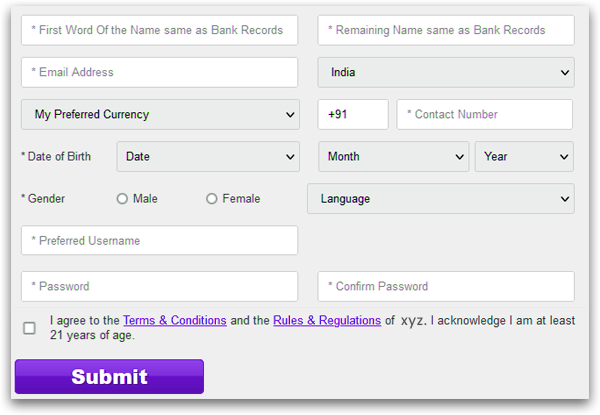 * First Word Of the Name same as Bank Records
* Remaining Name same as Bank Records
* Email Address
India
My Preferred Currency
+91
* Contact Number
* Date of Birth
Date
Month
Year
* Gender
Male
Female
Language
* Preferred Username
* Password
* Confirm Password
I agree to the Terms & Conditions and the Rules & Regulations of xyz. I acknowledge I am at least
21 years of age.
Submit